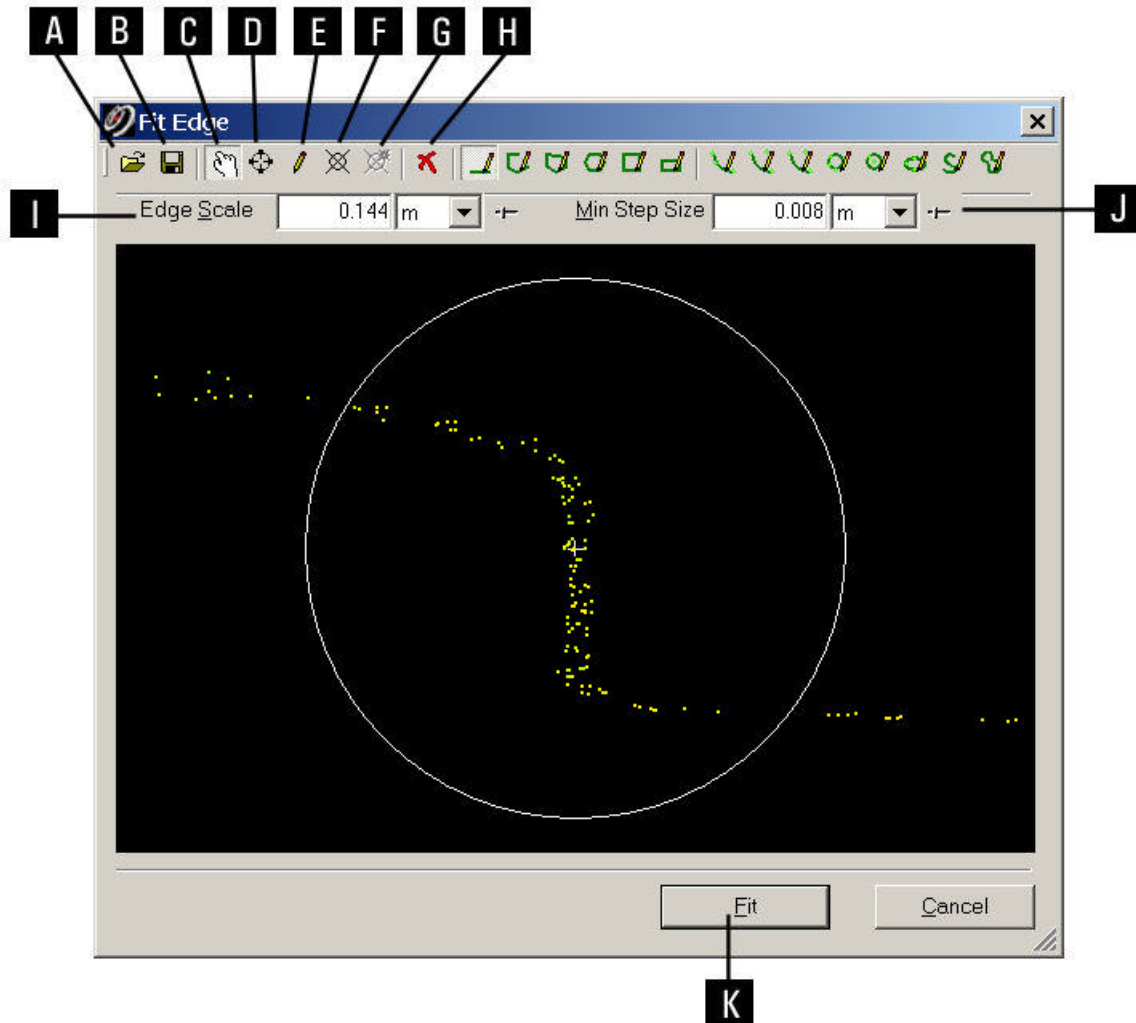 A B C D E F G H
Fit Edge
I Edge Scale 0.144 m Min Step Size 0.008 m J
Fit Cancel
K